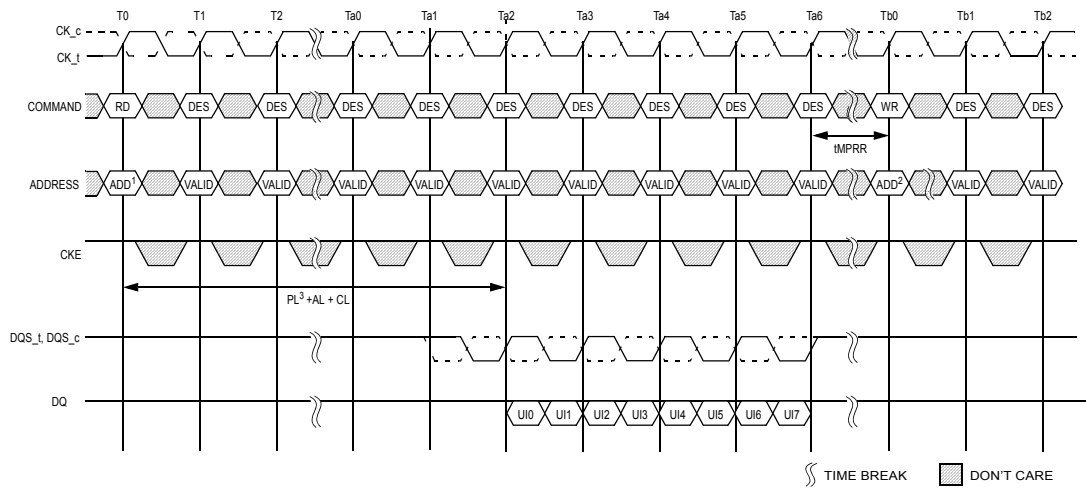 T0 T1 T2 Ta0 Ta1 Ta2 Ta3 Ta4 Ta5 Ta6 Tb0 Tb1 Tb2
CK_c
CK_t
COMMAND RD DES DES DES DES DES DES DES DES DES WR DES DES
tMPRR
ADDRESS ADD1 VALID VALID VALID VALID VALID VALID VALID VALID VALID ADD2 VALID VALID
CKE
PL3 +AL + CL
DQS_t, DQS_c
DQ UI0 UI1 UI2 UI3 UI4 UI5 UI6 UI7
TIME BREAK DON'T CARE